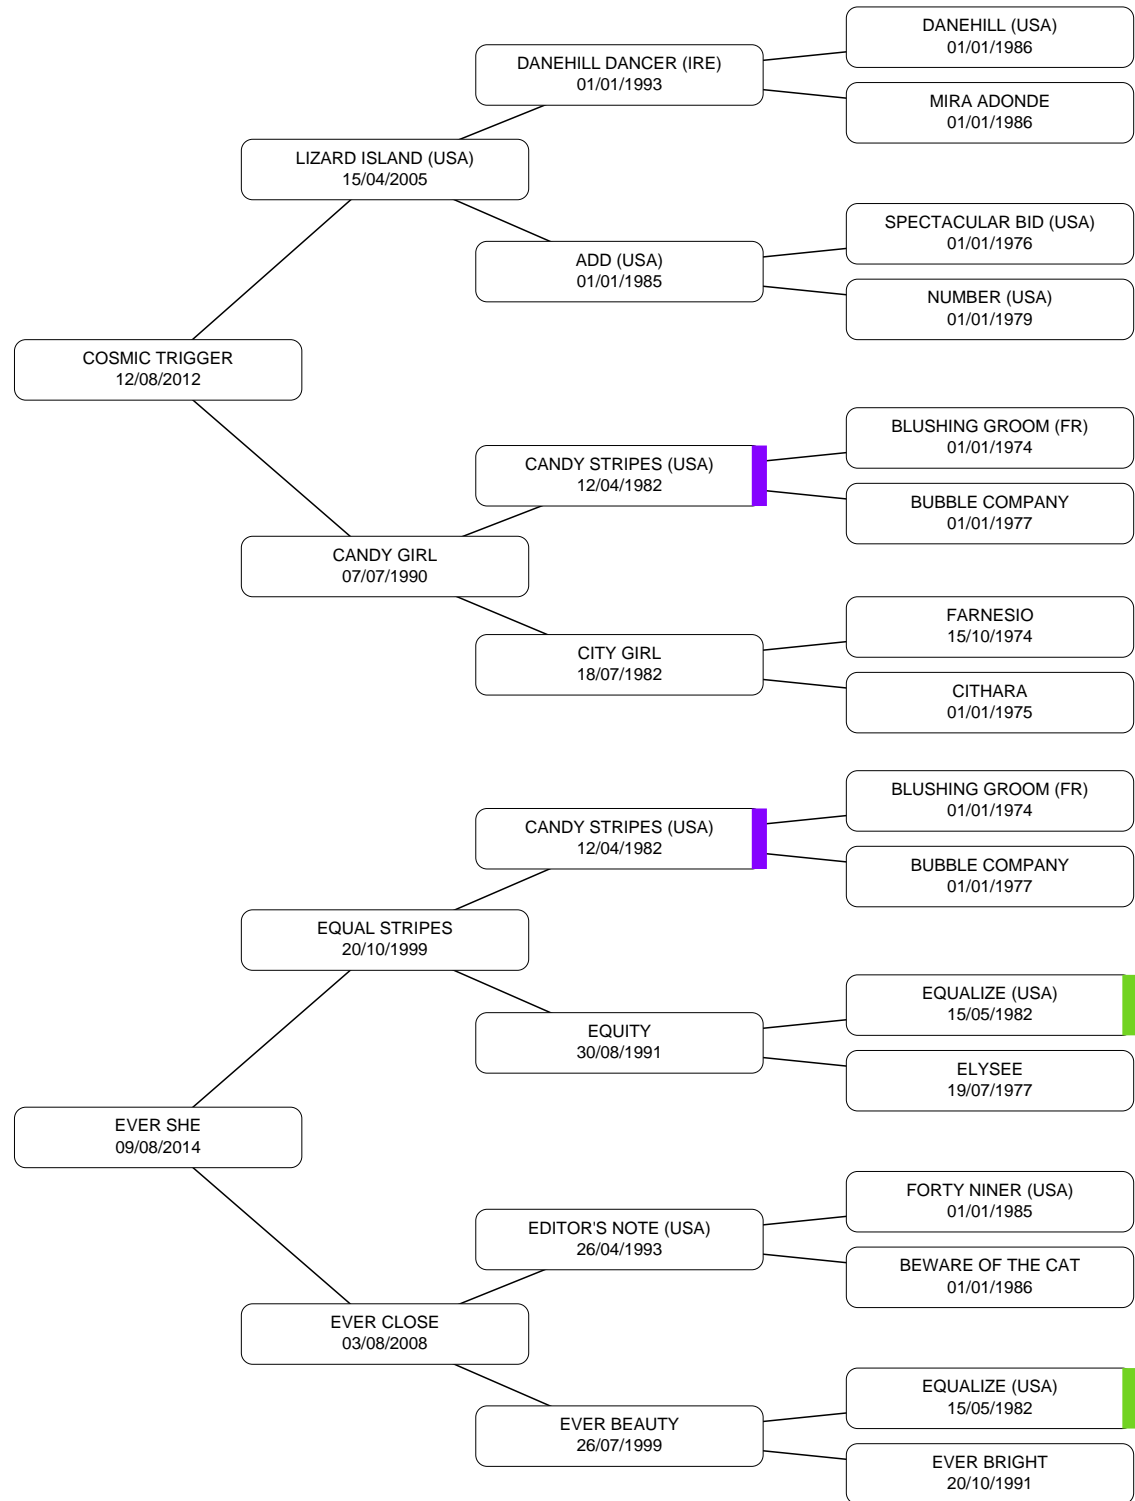 DANEHILL (USA)
01/01/1986
DANEHILL DANCER (IRE)
01/01/1993
MIRA ADONDE
01/01/1986
LIZARD ISLAND (USA)
15/04/2005
SPECTACULAR BID (USA)
01/01/1976
ADD (USA)
01/01/1985
NUMBER (USA)
01/01/1979
COSMIC TRIGGER
12/08/2012
BLUSHING GROOM (FR)
01/01/1974
CANDY STRIPES (USA)
12/04/1982
BUBBLE COMPANY
01/01/1977
CANDY GIRL
07/07/1990
FARNESIO
15/10/1974
CITY GIRL
18/07/1982
CITHARA
01/01/1975
BLUSHING GROOM (FR)
01/01/1974
CANDY STRIPES (USA)
12/04/1982
BUBBLE COMPANY
01/01/1977
EQUAL STRIPES
20/10/1999
EQUALIZE (USA)
15/05/1982
EQUITY
30/08/1991
ELYSEE
19/07/1977
EVER SHE
09/08/2014
FORTY NINER (USA)
01/01/1985
EDITOR'S NOTE (USA)
26/04/1993
BEWARE OF THE CAT
01/01/1986
EVER CLOSE
03/08/2008
EQUALIZE (USA)
15/05/1982
EVER BEAUTY
26/07/1999
EVER BRIGHT
20/10/1991